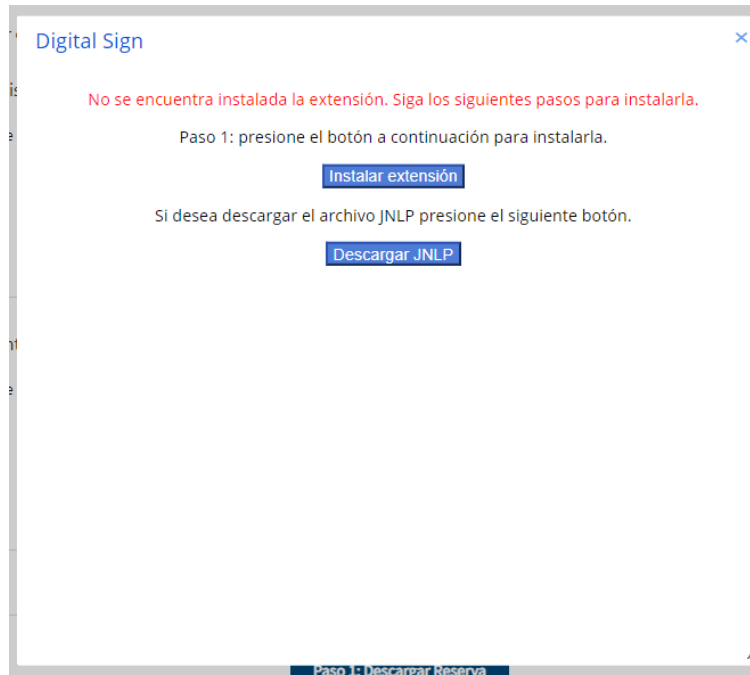 Digital Sign
×
No se encuentra instalada la extensión. Siga los siguientes pasos para instalarla.
Paso 1: presione el botón a continuación para instalarla.
Instalar extensión
Si desea descargar el archivo JNLP presione el siguiente botón.
Descargar JNLP
Paso 1: Descargar Reserva